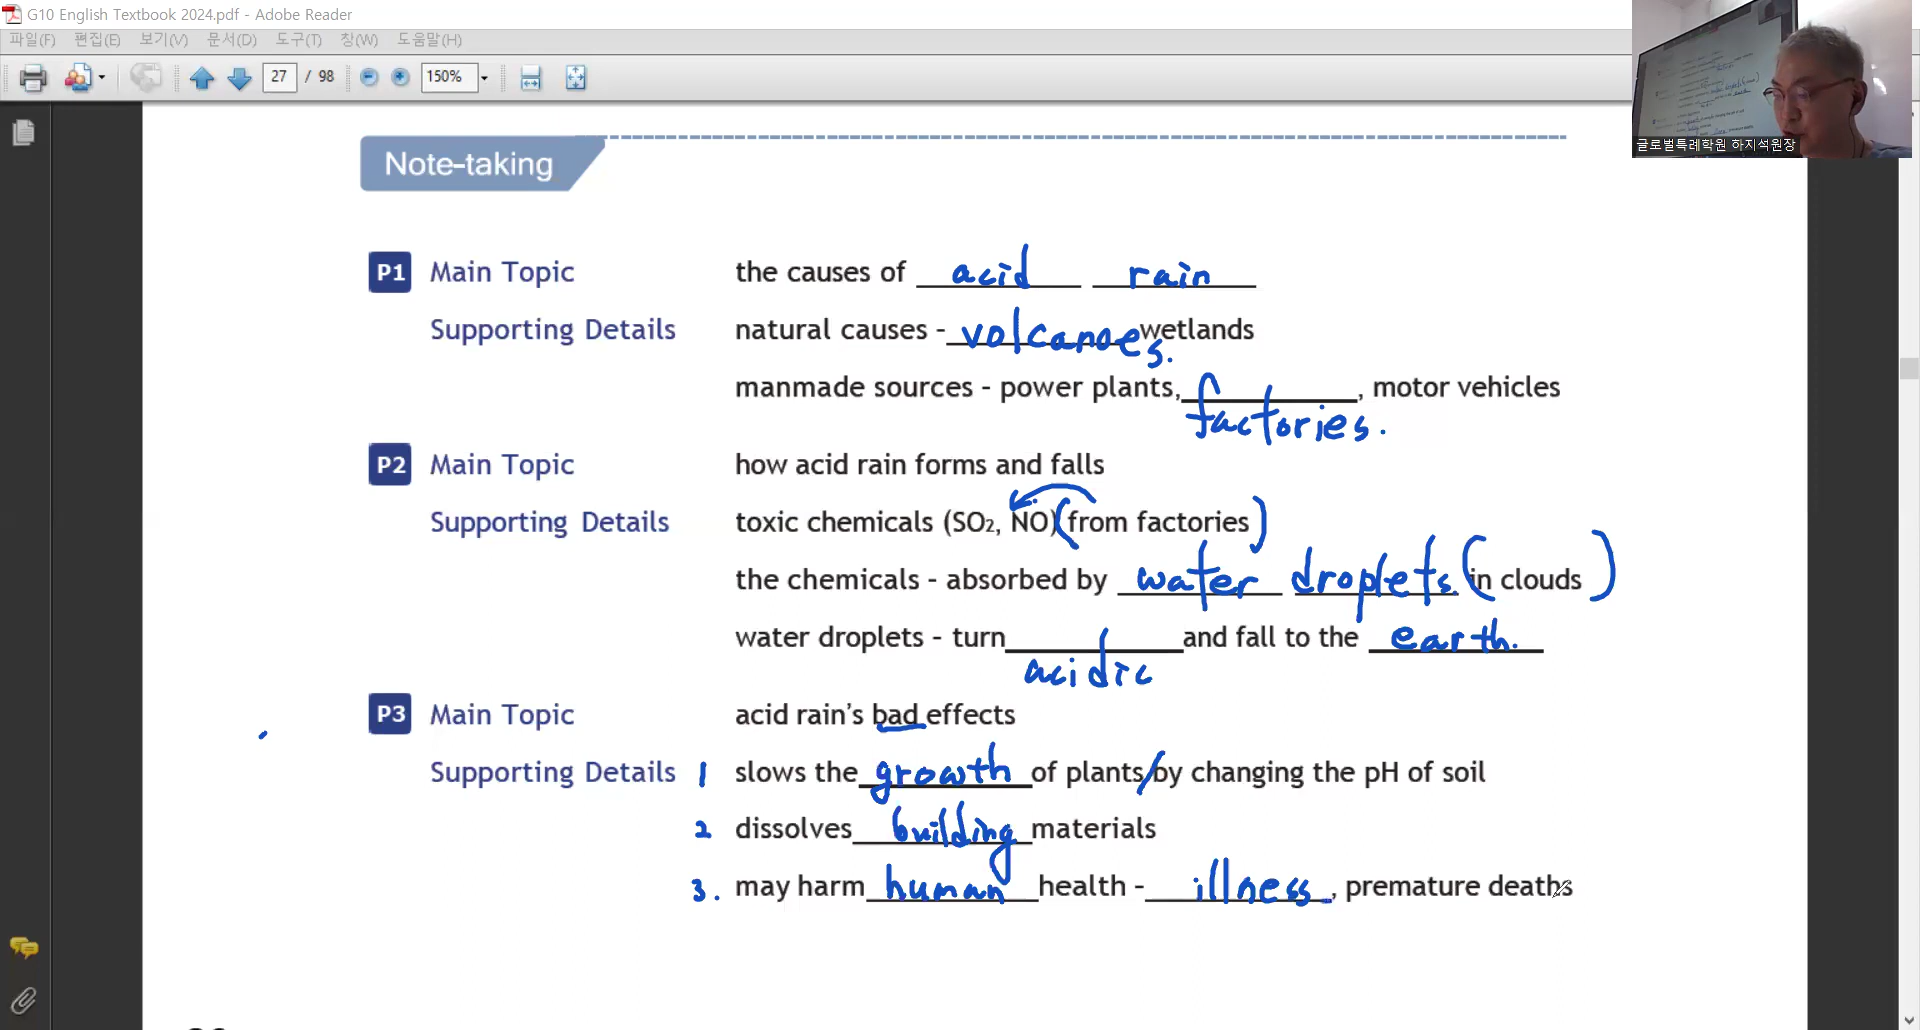 G10 English Textbook 2024.pdf - Adobe Reader
파일(F) 편집(E) 보기(V) 문서(D) 도구(T) 창(W) 도움말(H)
27 / 98 150%
글로벌특례학원 하지석원장
Note-taking
P1 Main Topic the causes of acid rain
Supporting Details natural causes - volcanoes. wetlands
manmade sources - power plants, factories. , motor vehicles
P2 Main Topic how acid rain forms and falls
Supporting Details toxic chemicals (SO₂, NO) (from factories)
the chemicals - absorbed by water droplets. (in clouds)
water droplets - turn acidic and fall to the earth.
P3 Main Topic acid rain's bad effects
Supporting Details 1 slows the growth of plants / by changing the pH of soil
2 dissolves building materials
3. may harm human health - illness , premature deaths